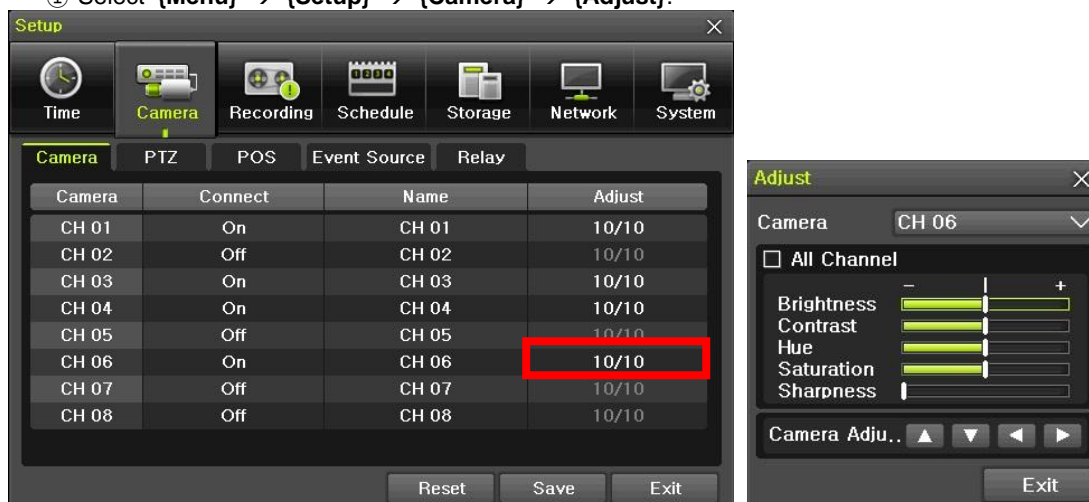 ① Select {Menu} → {Setup} → {Camera} → {Adjust}.
Setup
Time Camera Recording Schedule Storage Network System
Camera PTZ POS Event Source Relay
Camera Connect Name Adjust
CH 01 On CH 01 10/10
CH 02 Off CH 02 10/10
CH 03 On CH 03 10/10
CH 04 On CH 04 10/10
CH 05 Off CH 05 10/10
CH 06 On CH 06 10/10
CH 07 Off CH 07 10/10
CH 08 Off CH 08 10/10
Reset Save Exit
Adjust
Camera CH 06
All Channel
- | +
Brightness
Contrast
Hue
Saturation
Sharpness
Camera Adju..
Exit